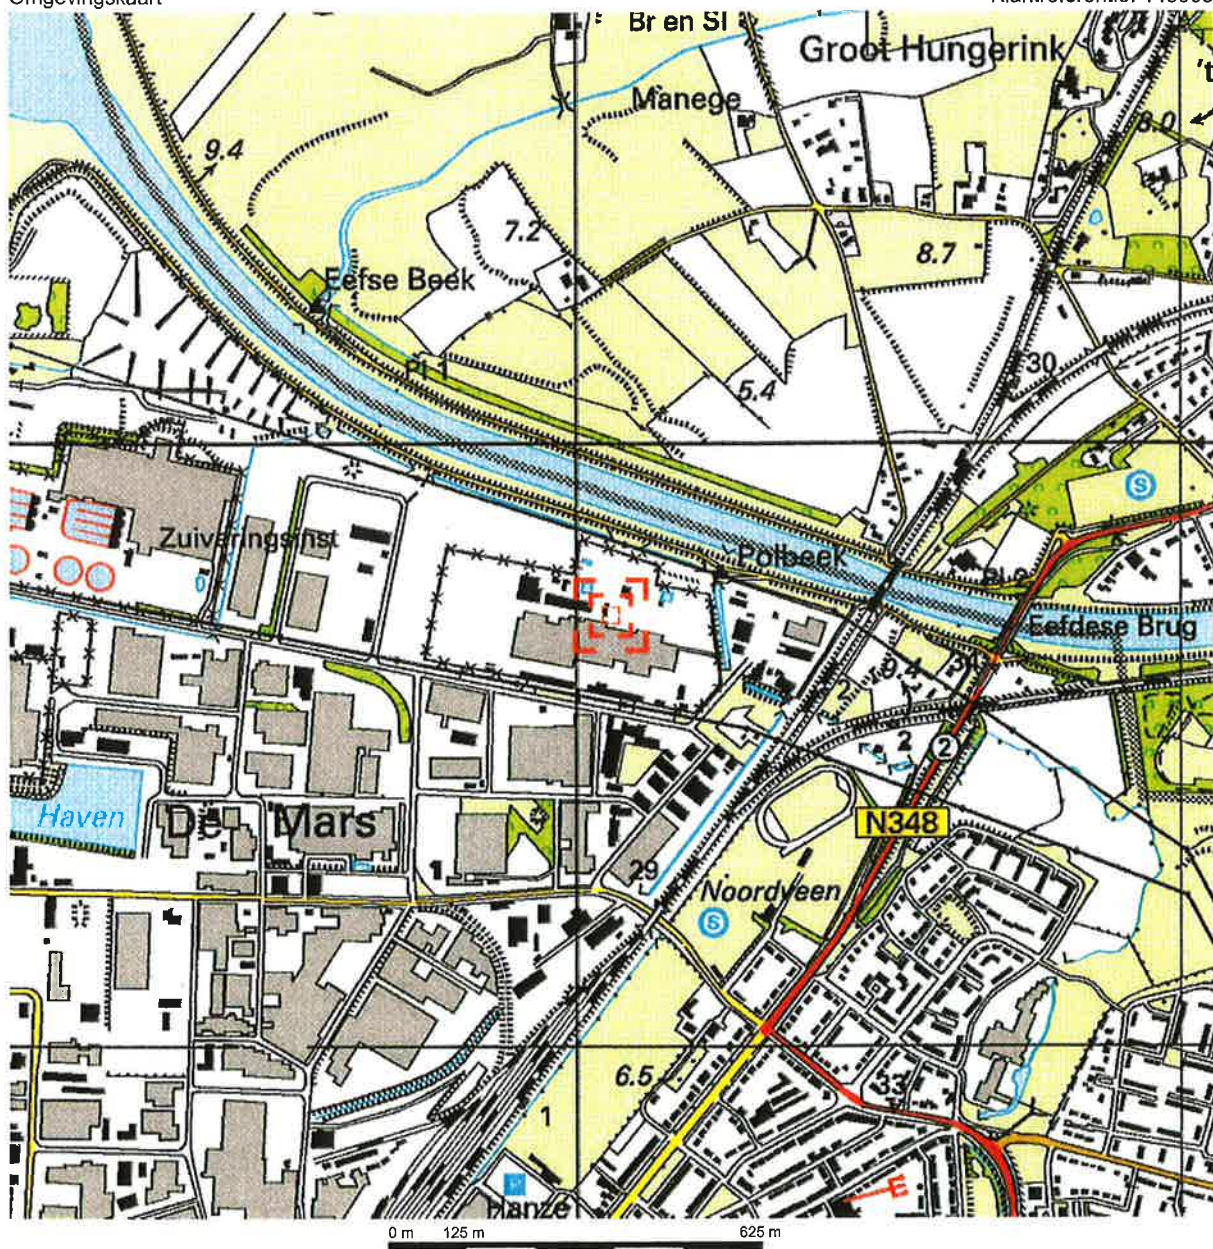 Omgevingskaart
Br en Sl
Groot Hungerink
't
Manege
8.0
9.4
7.2
8.7
Eefse Beek
30
Pl.1
5.4
S
Zuiveringsinst
Polbeek
Eefdese Brug
34
9.4
2
2
Haven
De Mars
N348
1
29
Noordveen
S
6.5
33
1
P
Hanze
E
0 m 125 m 625 m